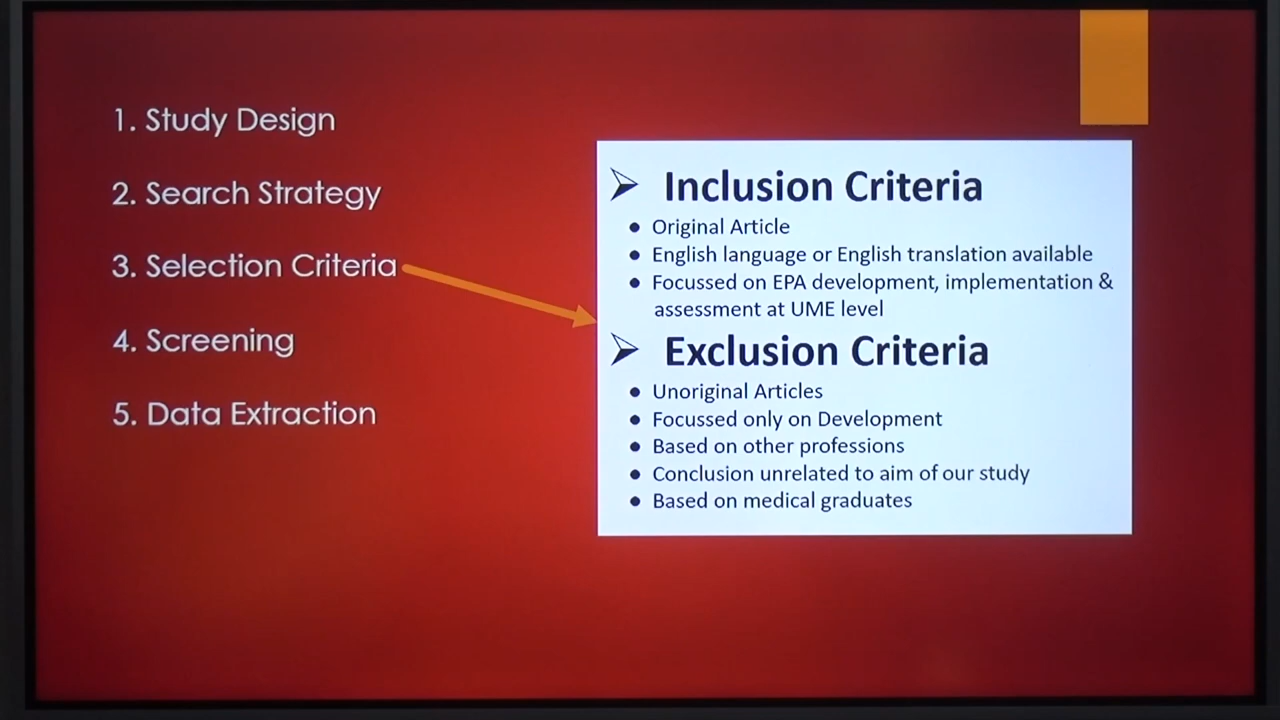 1. Study Design
2. Search Strategy
3. Selection Criteria
4. Screening
5. Data Extraction
➢ Inclusion Criteria
● Original Article
● English language or English translation available
● Focussed on EPA development, implementation &
assessment at UME level
➢ Exclusion Criteria
● Unoriginal Articles
● Focussed only on Development
● Based on other professions
● Conclusion unrelated to aim of our study
● Based on medical graduates